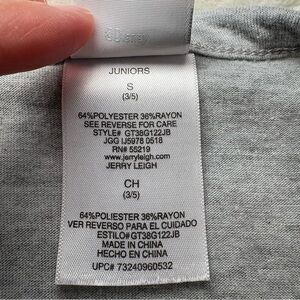 JUNIORS
S
(3/5)
64%POLYESTER 36%RAYON
SEE REVERSE FOR CARE
STYLE# GT38G122JB
JGG IJ5978 0518
RN# 55219
www.jerryleigh.com
JERRY LEIGH
CH
(3/5)
64%POLIESTER 36%RAYON
VER REVERSO PARA EL CUIDADO
ESTILO# GT38G122JB
MADE IN CHINA
HECHO EN CHINA
UPC# 73240960532